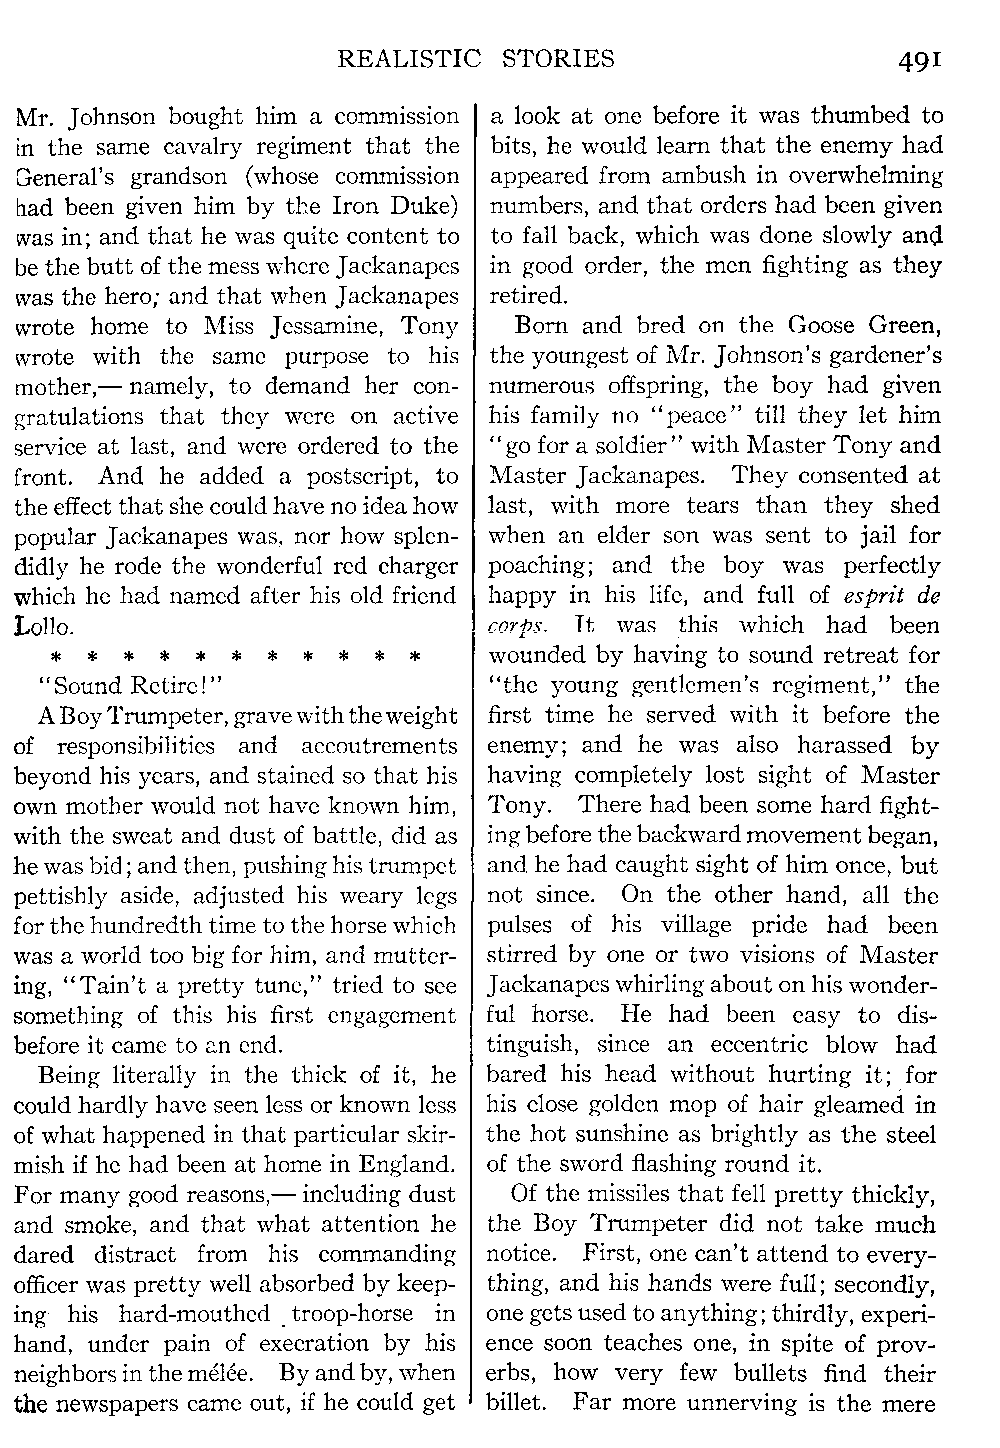 REALISTIC STORIES 491
Mr. Johnson bought him a commission
in the same cavalry regiment that the
General's grandson (whose commission
had been given him by the Iron Duke)
was in; and that he was quite content to
be the butt of the mess where Jackanapes
was the hero; and that when Jackanapes
wrote home to Miss Jessamine, Tony
wrote with the same purpose to his
mother,— namely, to demand her con-
gratulations that they were on active
service at last, and were ordered to the
front. And he added a postscript, to
the effect that she could have no idea how
popular Jackanapes was, nor how splen-
didly he rode the wonderful red charger
which he had named after his old friend
Lollo.
* * * * * * * * * * *
"Sound Retire!"
A Boy Trumpeter, grave with the weight
of responsibilities and accoutrements
beyond his years, and stained so that his
own mother would not have known him,
with the sweat and dust of battle, did as
he was bid; and then, pushing his trumpet
pettishly aside, adjusted his weary legs
for the hundredth time to the horse which
was a world too big for him, and mutter-
ing, "Tain't a pretty tune," tried to see
something of this his first engagement
before it came to an end.
Being literally in the thick of it, he
could hardly have seen less or known less
of what happened in that particular skir-
mish if he had been at home in England.
For many good reasons,— including dust
and smoke, and that what attention he
dared distract from his commanding
officer was pretty well absorbed by keep-
ing his hard-mouthed troop-horse in
hand, under pain of execration by his
neighbors in the mélée. By and by, when
the newspapers came out, if he could get
a look at one before it was thumbed to
bits, he would learn that the enemy had
appeared from ambush in overwhelming
numbers, and that orders had been given
to fall back, which was done slowly and
in good order, the men fighting as they
retired.
Born and bred on the Goose Green,
the youngest of Mr. Johnson's gardener's
numerous offspring, the boy had given
his family no "peace" till they let him
"go for a soldier" with Master Tony and
Master Jackanapes. They consented at
last, with more tears than they shed
when an elder son was sent to jail for
poaching; and the boy was perfectly
happy in his life, and full of esprit de
corps. It was this which had been
wounded by having to sound retreat for
"the young gentlemen's regiment," the
first time he served with it before the
enemy; and he was also harassed by
having completely lost sight of Master
Tony. There had been some hard fight-
ing before the backward movement began,
and he had caught sight of him once, but
not since. On the other hand, all the
pulses of his village pride had been
stirred by one or two visions of Master
Jackanapes whirling about on his wonder-
ful horse. He had been easy to dis-
tinguish, since an eccentric blow had
bared his head without hurting it; for
his close golden mop of hair gleamed in
the hot sunshine as brightly as the steel
of the sword flashing round it.
Of the missiles that fell pretty thickly,
the Boy Trumpeter did not take much
notice. First, one can't attend to every-
thing, and his hands were full; secondly,
one gets used to anything; thirdly, experi-
ence soon teaches one, in spite of prov-
erbs, how very few bullets find their
billet. Far more unnerving is the mere